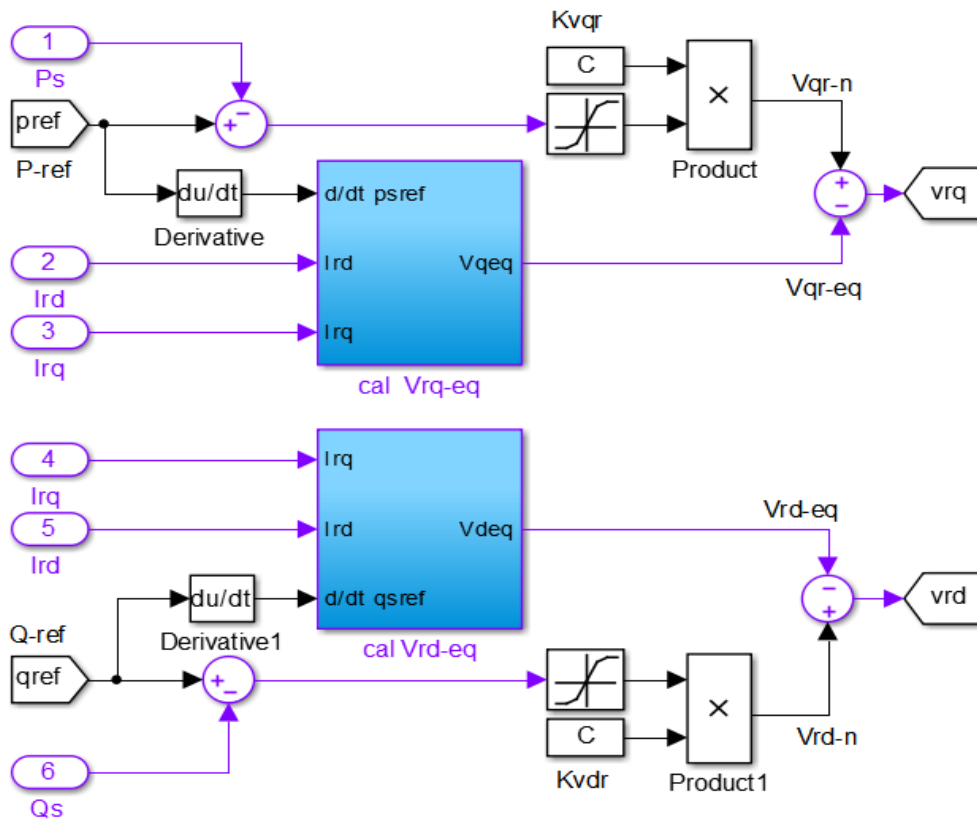 1
Ps
pref
P-ref
Kvqr
C
×
Product
Vqr-n
+
−
du/dt
Derivative
+
−
vrq
2
Ird
3
Irq
d/dt psref
Ird
Vqeq
Irq
cal Vrq-eq
Vqr-eq
4
Irq
5
Ird
Irq
Ird
Vdeq
d/dt qsref
cal Vrd-eq
Vrd-eq
−
+
vrd
du/dt
Derivative1
Q-ref
qref
+
−
6
Qs
C
Kvdr
×
Product1
Vrd-n